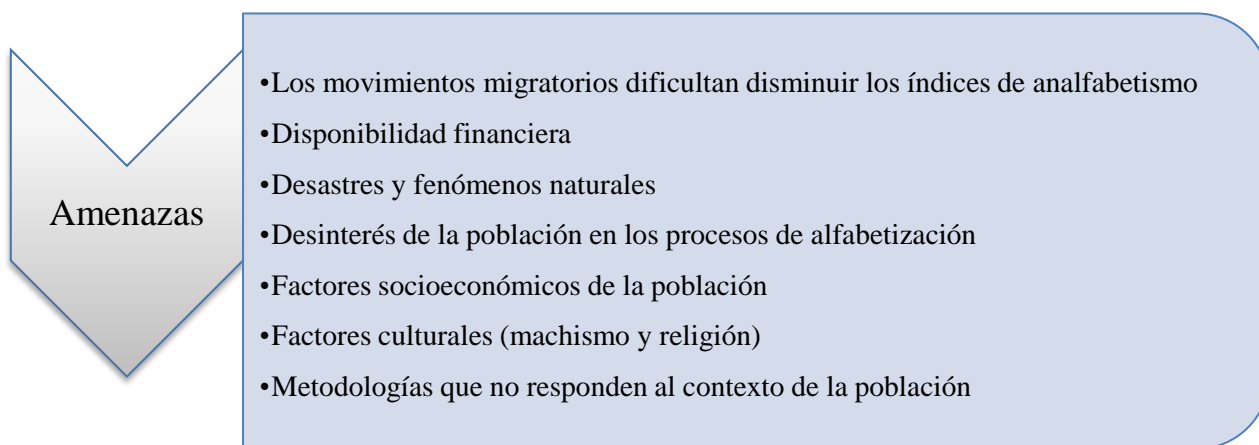 Amenazas
•Los movimientos migratorios dificultan disminuir los índices de analfabetismo
•Disponibilidad financiera
•Desastres y fenómenos naturales
•Desinterés de la población en los procesos de alfabetización
•Factores socioeconómicos de la población
•Factores culturales (machismo y religión)
•Metodologías que no responden al contexto de la población